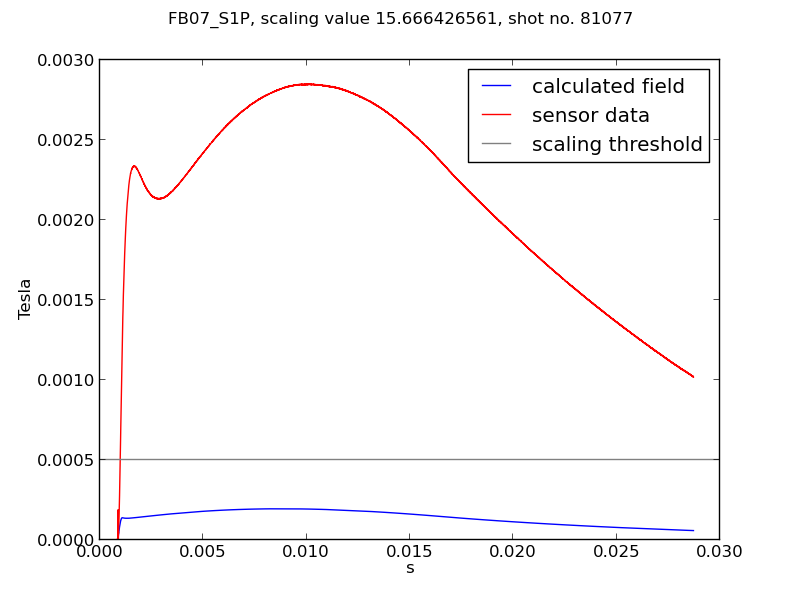 FB07_S1P, scaling value 15.666426561, shot no. 81077
0.0030
calculated field
sensor data
scaling threshold
0.0025
0.0020
Tesla
0.0015
0.0010
0.0005
0.0000
0.000 0.005 0.010 0.015 0.020 0.025 0.030
s